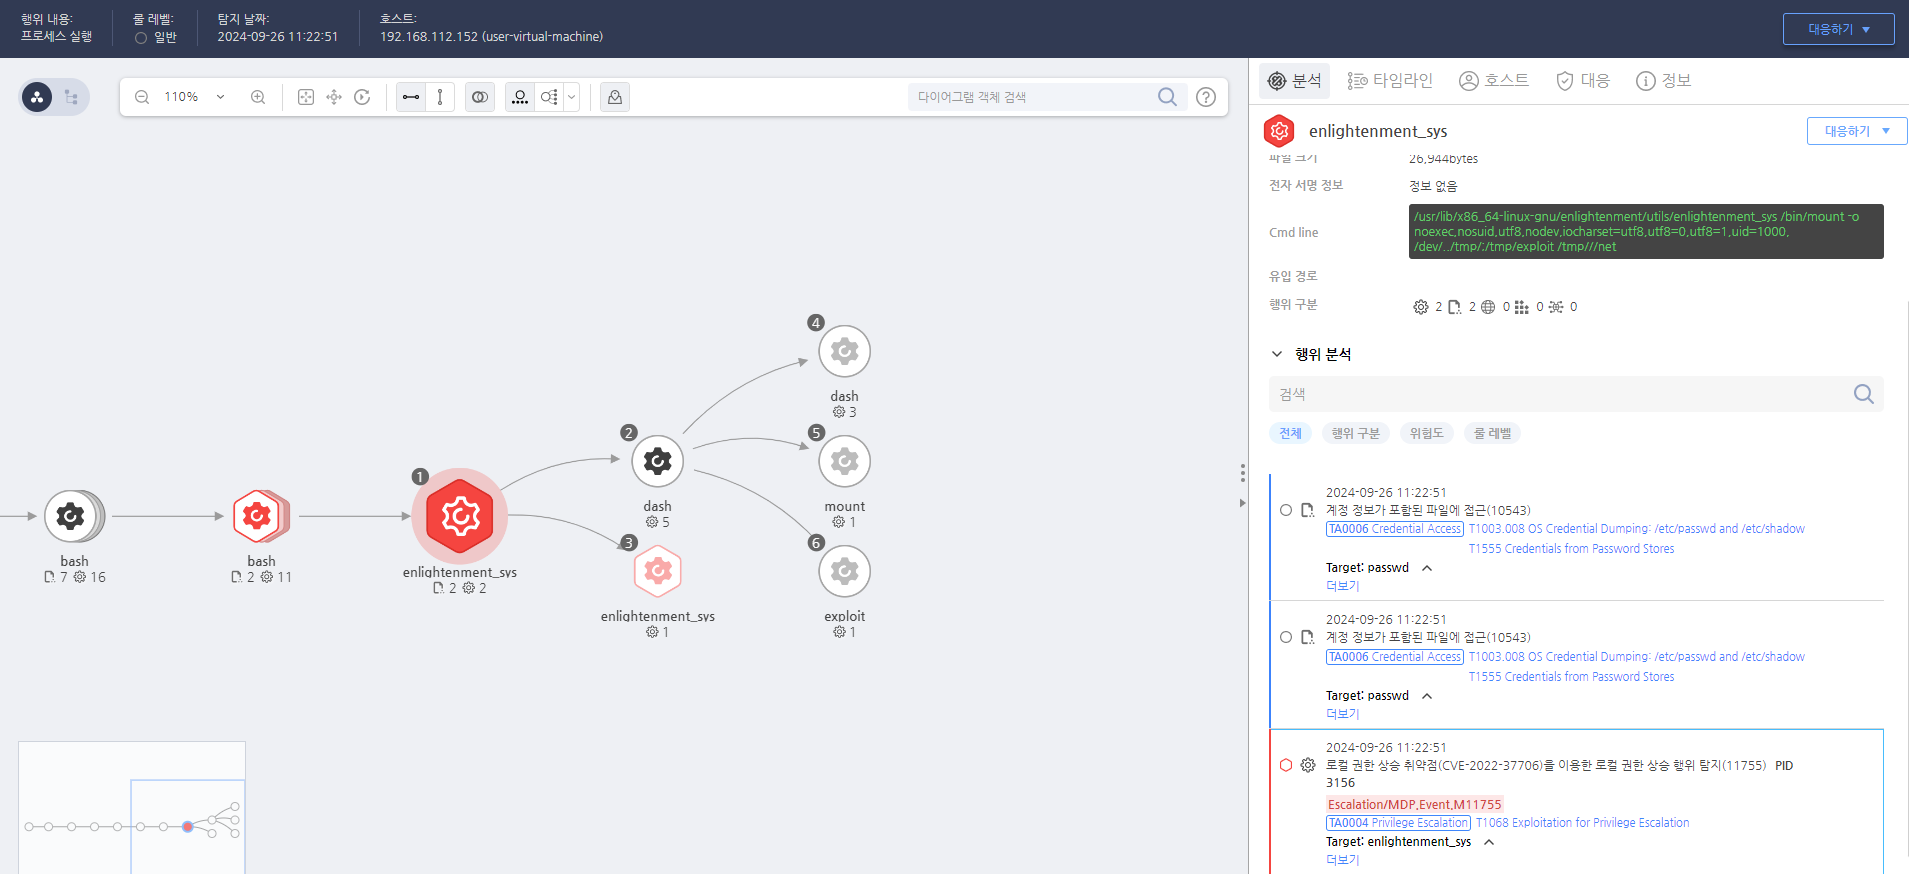 행위 내용:
프로세스 실행
룰 레벨:
일반
탐지 날짜:
2024-09-26 11:22:51
호스트:
192.168.112.152 (user-virtual-machine)
대응하기
110%
다이어그램 객체 검색
분석
타임라인
호스트
대응
정보
enlightenment_sys
대응하기
파일 크기
26,944bytes
전자 서명 정보
정보 없음
Cmd line
/usr/lib/x86_64-linux-gnu/enlightenment/utils/enlightenment_sys /bin/mount -o
noexec,nosuid,utf8,nodev,iocharset=utf8,utf8=0,utf8=1,uid=1000,
/dev/../tmp/;/tmp/exploit /tmp///net
유입 경로
행위 구분
2 2 0 0 0
행위 분석
검색
전체
행위 구분
위험도
룰 레벨
2024-09-26 11:22:51
계정 정보가 포함된 파일에 접근(10543)
TA0006 Credential Access T1003.008 OS Credential Dumping: /etc/passwd and /etc/shadow
T1555 Credentials from Password Stores
Target: passwd
더보기
2024-09-26 11:22:51
계정 정보가 포함된 파일에 접근(10543)
TA0006 Credential Access T1003.008 OS Credential Dumping: /etc/passwd and /etc/shadow
T1555 Credentials from Password Stores
Target: passwd
더보기
2024-09-26 11:22:51
로컬 권한 상승 취약점(CVE-2022-37706)을 이용한 로컬 권한 상승 행위 탐지(11755) PID
3156
Escalation/MDP.Event.M11755
TA0004 Privilege Escalation T1068 Exploitation for Privilege Escalation
Target: enlightenment_sys
더보기
bash
7 16
bash
2 11
1
enlightenment_sys
2 2
2
dash
5
3
enlightenment_sys
1
4
dash
3
5
mount
1
6
exploit
1